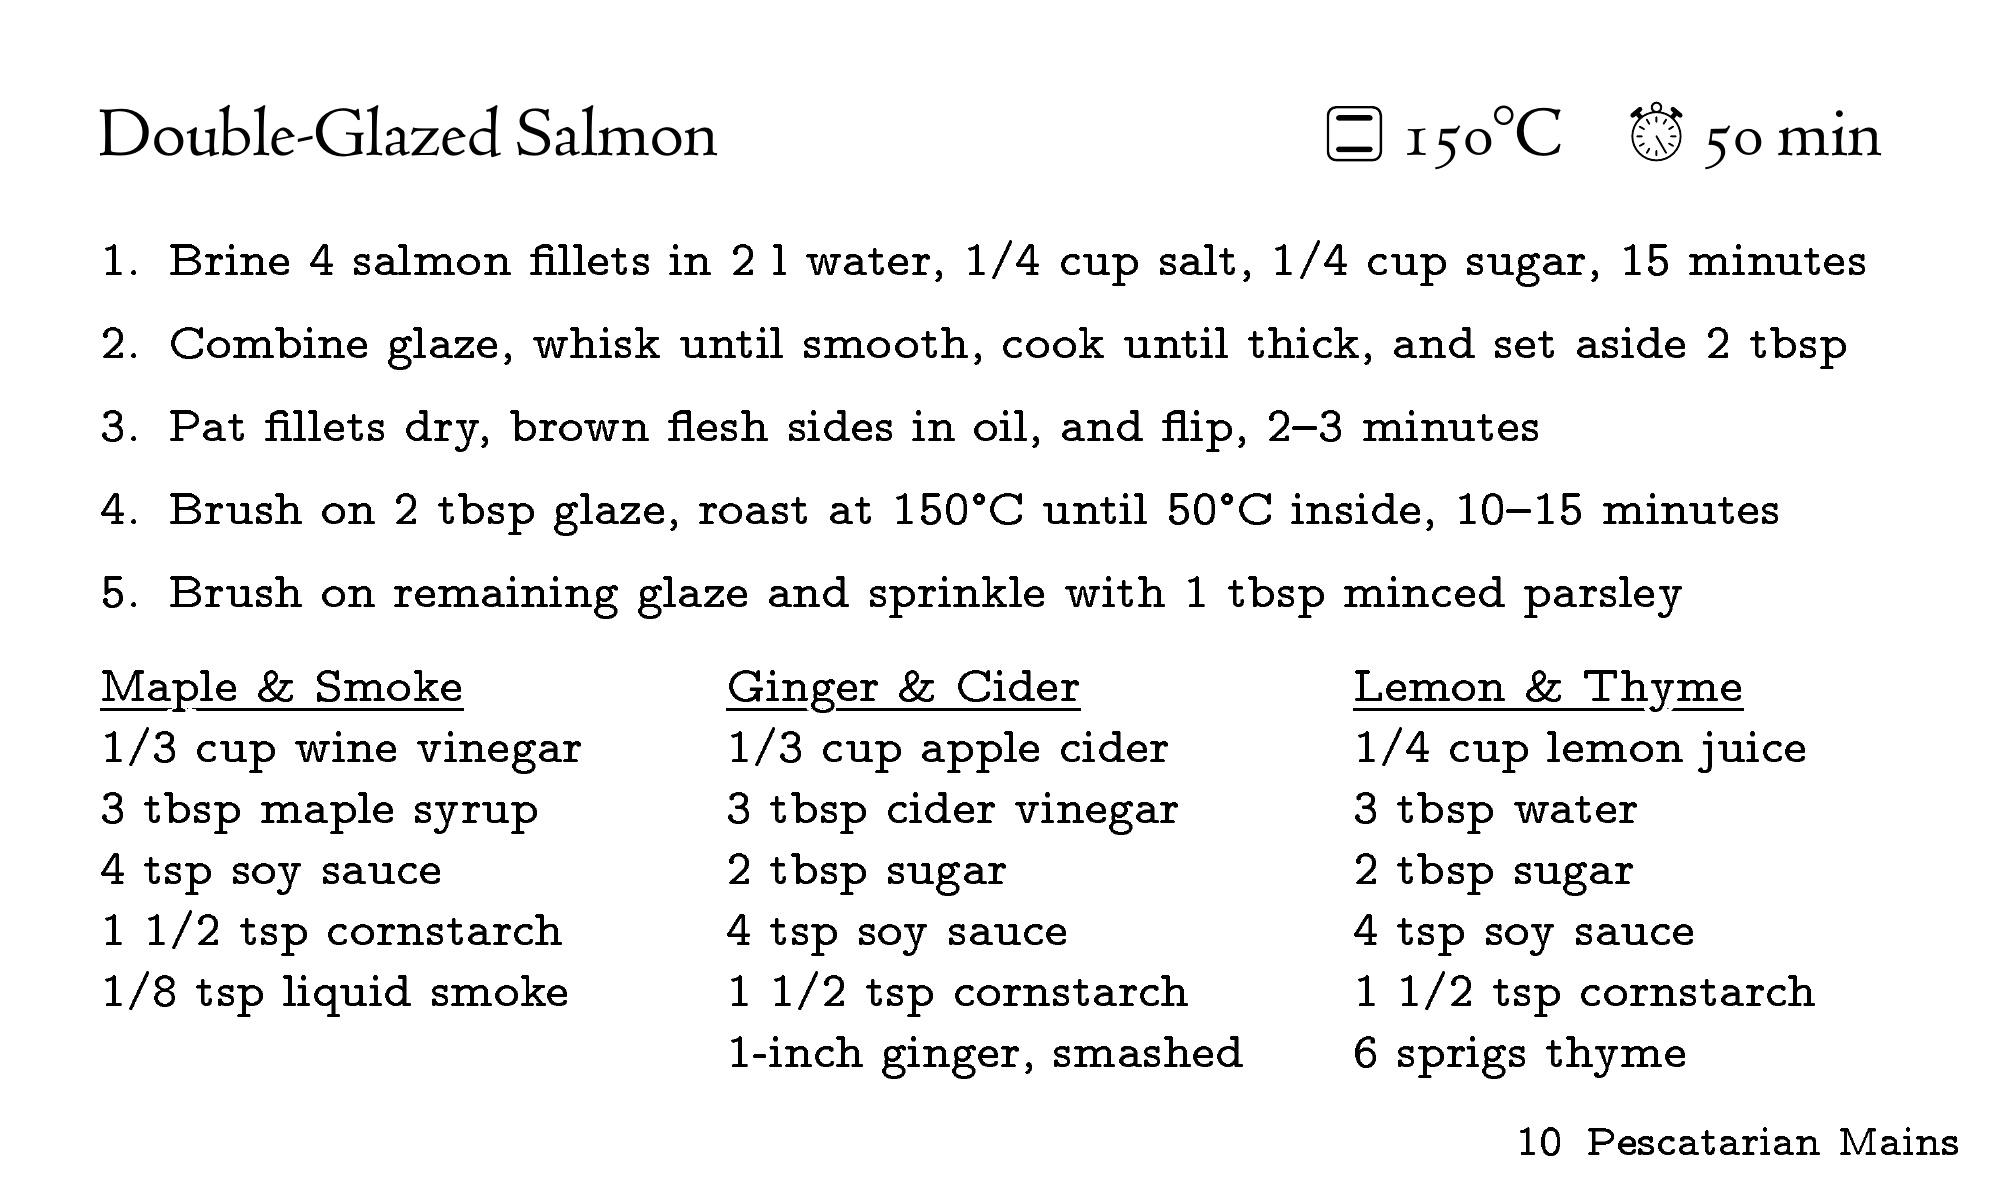 Double-Glazed Salmon 150°C 50 min
1. Brine 4 salmon fillets in 2 l water, 1/4 cup salt, 1/4 cup sugar, 15 minutes
2. Combine glaze, whisk until smooth, cook until thick, and set aside 2 tbsp
3. Pat fillets dry, brown flesh sides in oil, and flip, 2–3 minutes
4. Brush on 2 tbsp glaze, roast at 150°C until 50°C inside, 10–15 minutes
5. Brush on remaining glaze and sprinkle with 1 tbsp minced parsley
Maple & Smoke
1/3 cup wine vinegar
3 tbsp maple syrup
4 tsp soy sauce
1 1/2 tsp cornstarch
1/8 tsp liquid smoke
Ginger & Cider
1/3 cup apple cider
3 tbsp cider vinegar
2 tbsp sugar
4 tsp soy sauce
1 1/2 tsp cornstarch
1-inch ginger, smashed
Lemon & Thyme
1/4 cup lemon juice
3 tbsp water
2 tbsp sugar
4 tsp soy sauce
1 1/2 tsp cornstarch
6 sprigs thyme
10 Pescatarian Mains